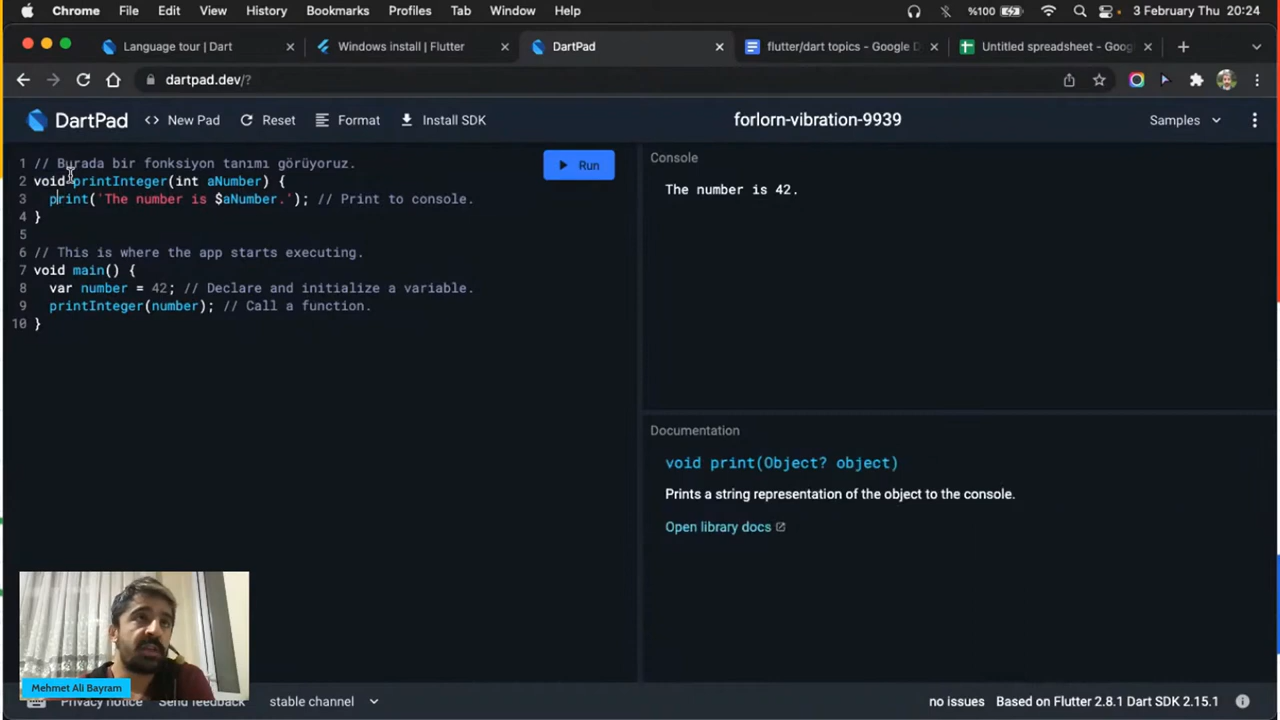 Chrome File Edit View History Bookmarks Profiles Tab Window Help %100 3 February Thu 20:24
Language tour | Dart Windows install | Flutter DartPad flutter/dart topics - Google D Untitled spreadsheet - Goog
dartpad.dev/?
DartPad <> New Pad Reset Format Install SDK forlorn-vibration-9939 Samples
1 // Burada bir fonksiyon tanımı görüyoruz.
2 void printInteger(int aNumber) {
3 print('The number is $aNumber.'); // Print to console.
4 }
5
6 // This is where the app starts executing.
7 void main() {
8 var number = 42; // Declare and initialize a variable.
9 printInteger(number); // Call a function.
10 }
Run
Console
The number is 42.
Documentation
void print(Object? object)
Prints a string representation of the object to the console.
Open library docs
Mehmet Ali Bayram
Privacy notice Send feedback stable channel no issues Based on Flutter 2.8.1 Dart SDK 2.15.1